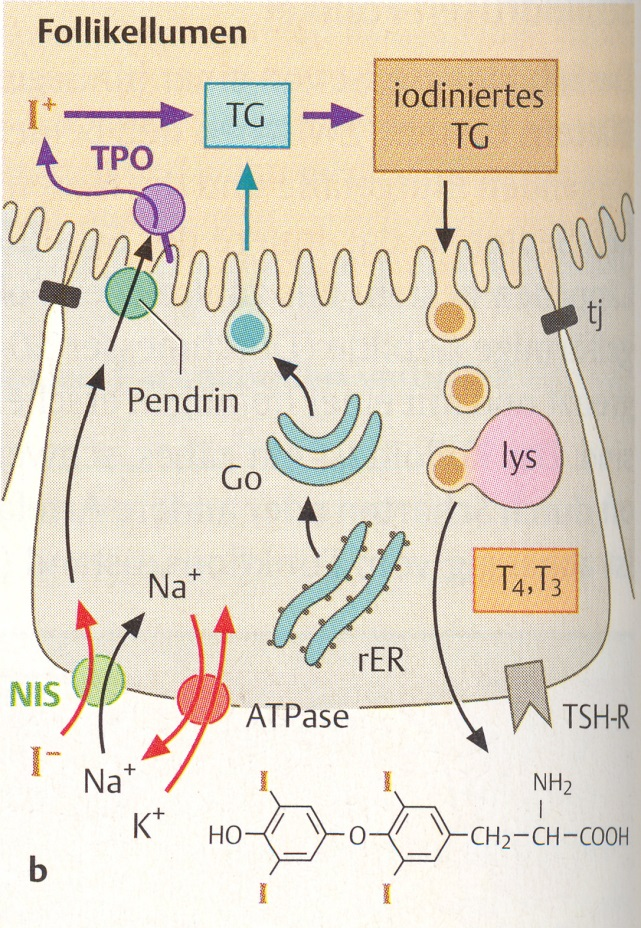 Follikellumen
I⁺
TG
iodiniertes
TG
TPO
tj
Pendrin
lys
Go
Na⁺
T₄,T₃
rER
NIS
ATPase
TSH-R
I⁻
Na⁺
K⁺
I
I
NH₂
HO
O
CH₂–CH–COOH
I
I
b